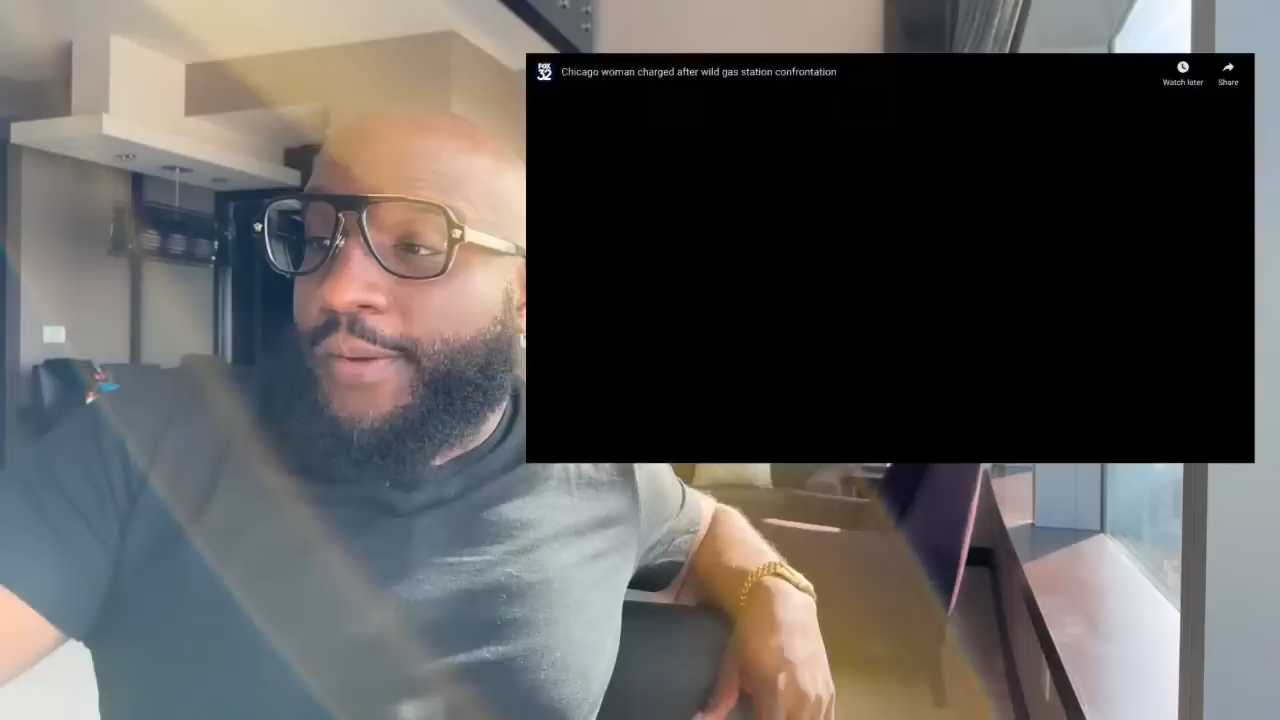 FOX
32
Chicago woman charged after wild gas station confrontation
Watch later
Share